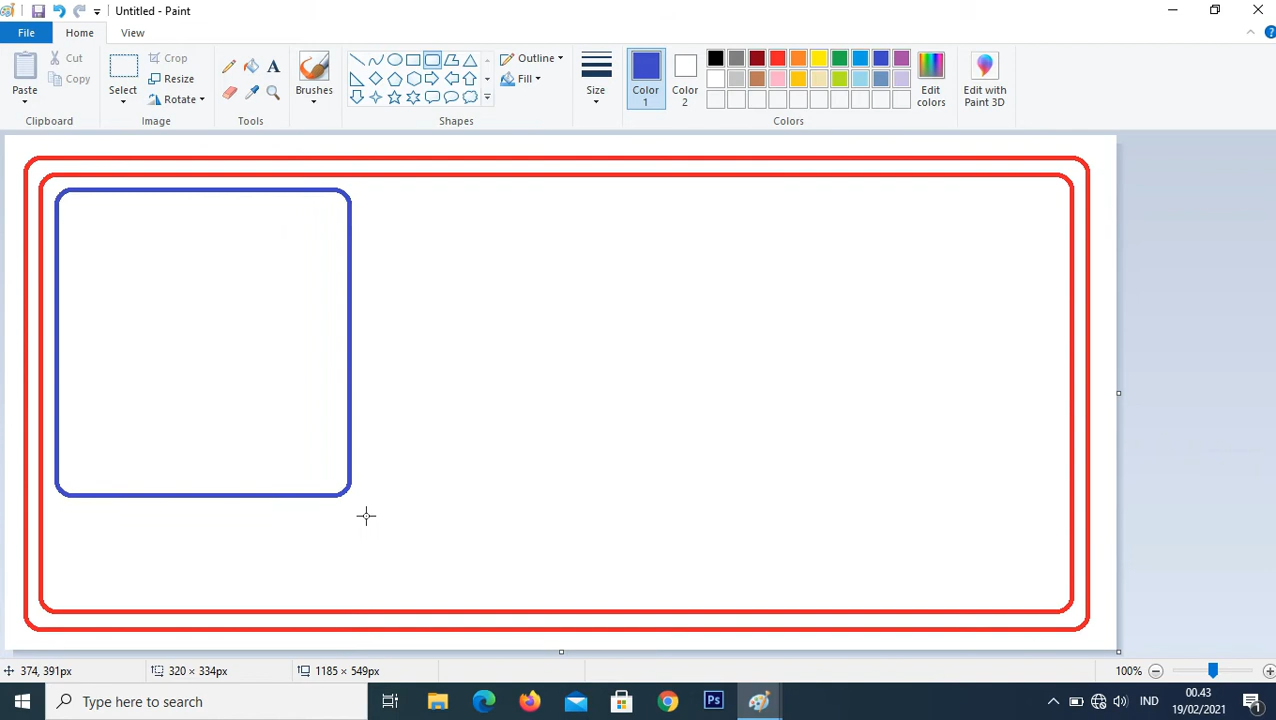 Untitled - Paint
File Home View
Paste
Cut
Copy
Clipboard
Select
Crop
Resize
Rotate
Image
Tools
Brushes
Shapes
Outline
Fill
Size
Color 1
Color 2
Edit colors
Colors
Edit with Paint 3D
374, 391px 320 × 334px 1185 × 549px 100%
Type here to search
Ps
IND
00.43
19/02/2021
1